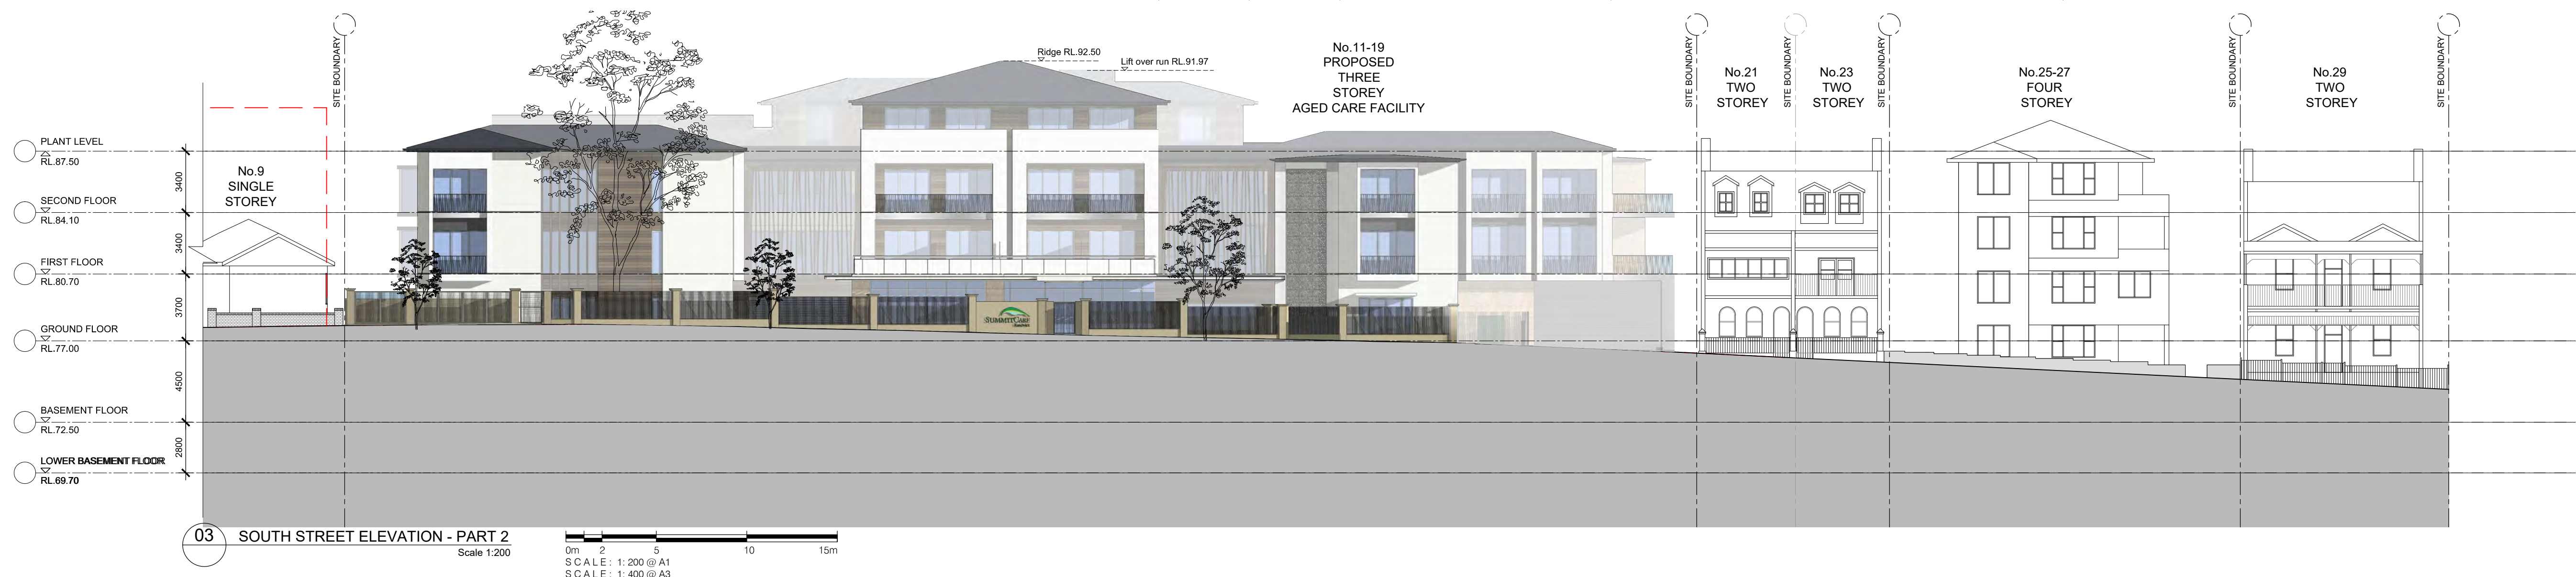 SITE BOUNDARY
Ridge RL.92.50
Lift over run RL.91.97
No.11-19
PROPOSED
THREE
STOREY
AGED CARE FACILITY
SITE BOUNDARY
No.21
TWO
STOREY
SITE BOUNDARY
No.23
TWO
STOREY
SITE BOUNDARY
No.25-27
FOUR
STOREY
SITE BOUNDARY
No.29
TWO
STOREY
SITE BOUNDARY
PLANT LEVEL
RL.87.50
3400
No.9
SINGLE
STOREY
SECOND FLOOR
RL.84.10
3400
FIRST FLOOR
RL.80.70
3700
SUMMITCARE
GROUND FLOOR
RL.77.00
4500
BASEMENT FLOOR
RL.72.50
2800
LOWER BASEMENT FLOOR
RL.69.70
03 SOUTH STREET ELEVATION - PART 2
Scale 1:200
0m 2 5 10 15m
SCALE: 1: 200 @ A1
SCALE: 1: 400 @ A3